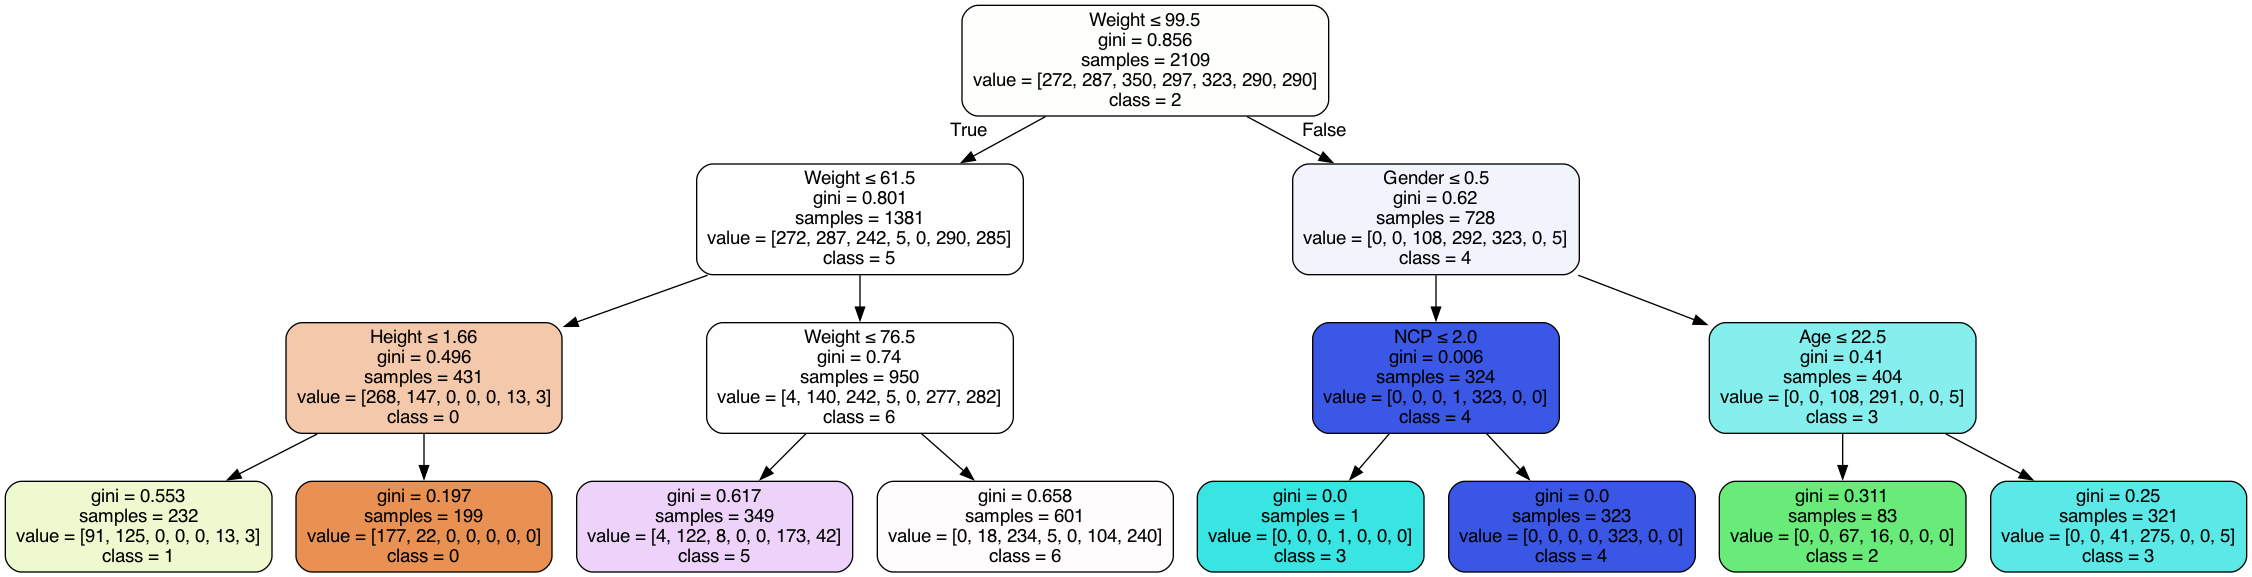 Weight ≤ 99.5
gini = 0.856
samples = 2109
value = [272, 287, 350, 297, 323, 290, 290]
class = 2
True
False
Weight ≤ 61.5
gini = 0.801
samples = 1381
value = [272, 287, 242, 5, 0, 290, 285]
class = 5
Gender ≤ 0.5
gini = 0.62
samples = 728
value = [0, 0, 108, 292, 323, 0, 5]
class = 4
Height ≤ 1.66
gini = 0.496
samples = 431
value = [268, 147, 0, 0, 0, 13, 3]
class = 0
Weight ≤ 76.5
gini = 0.74
samples = 950
value = [4, 140, 242, 5, 0, 277, 282]
class = 6
NCP ≤ 2.0
gini = 0.006
samples = 324
value = [0, 0, 0, 1, 323, 0, 0]
class = 4
Age ≤ 22.5
gini = 0.41
samples = 404
value = [0, 0, 108, 291, 0, 0, 5]
class = 3
gini = 0.553
samples = 232
value = [91, 125, 0, 0, 0, 13, 3]
class = 1
gini = 0.197
samples = 199
value = [177, 22, 0, 0, 0, 0, 0]
class = 0
gini = 0.617
samples = 349
value = [4, 122, 8, 0, 0, 173, 42]
class = 5
gini = 0.658
samples = 601
value = [0, 18, 234, 5, 0, 104, 240]
class = 6
gini = 0.0
samples = 1
value = [0, 0, 0, 1, 0, 0, 0]
class = 3
gini = 0.0
samples = 323
value = [0, 0, 0, 0, 323, 0, 0]
class = 4
gini = 0.311
samples = 83
value = [0, 0, 67, 16, 0, 0, 0]
class = 2
gini = 0.25
samples = 321
value = [0, 0, 41, 275, 0, 0, 5]
class = 3